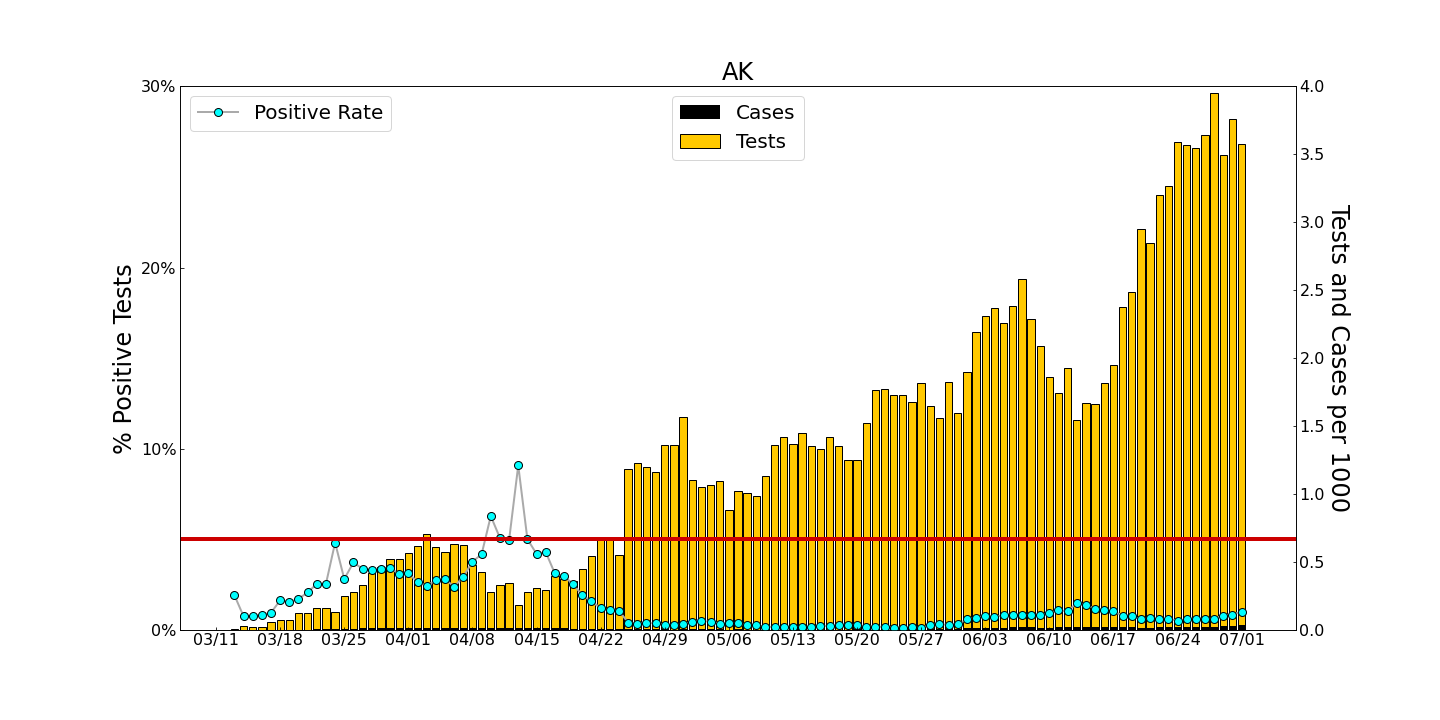 AK
Positive Rate
Cases
Tests
% Positive Tests
30%
20%
10%
0%
Tests and Cases per 1000
4.0
3.5
3.0
2.5
2.0
1.5
1.0
0.5
0.0
03/11 03/18 03/25 04/01 04/08 04/15 04/22 04/29 05/06 05/13 05/20 05/27 06/03 06/10 06/17 06/24 07/01